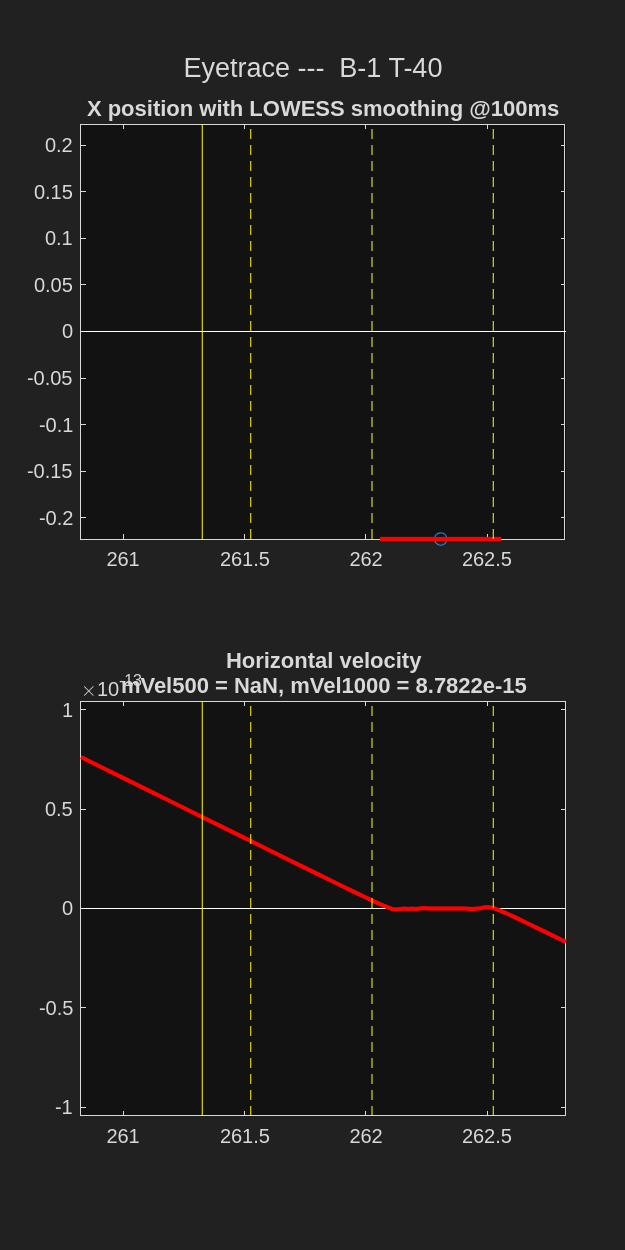 Eyetrace ---  B-1 T-40
X position with LOWESS smoothing @100ms
0.2
0.15
0.1
0.05
0
-0.05
-0.1
-0.15
-0.2
261 261.5 262 262.5
Horizontal velocity
×10-13
mVel500 = NaN, mVel1000 = 8.7822e-15
1
0.5
0
-0.5
-1
261 261.5 262 262.5